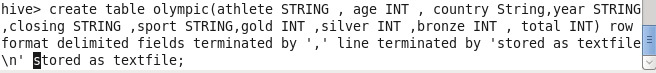 hive> create table olympic(athlete STRING , age INT , country String,year STRING
,closing STRING ,sport STRING,gold INT ,silver INT ,bronze INT , total INT) row
format delimited fields terminated by ',' line terminated by 'stored as textfile
\n' stored as textfile;